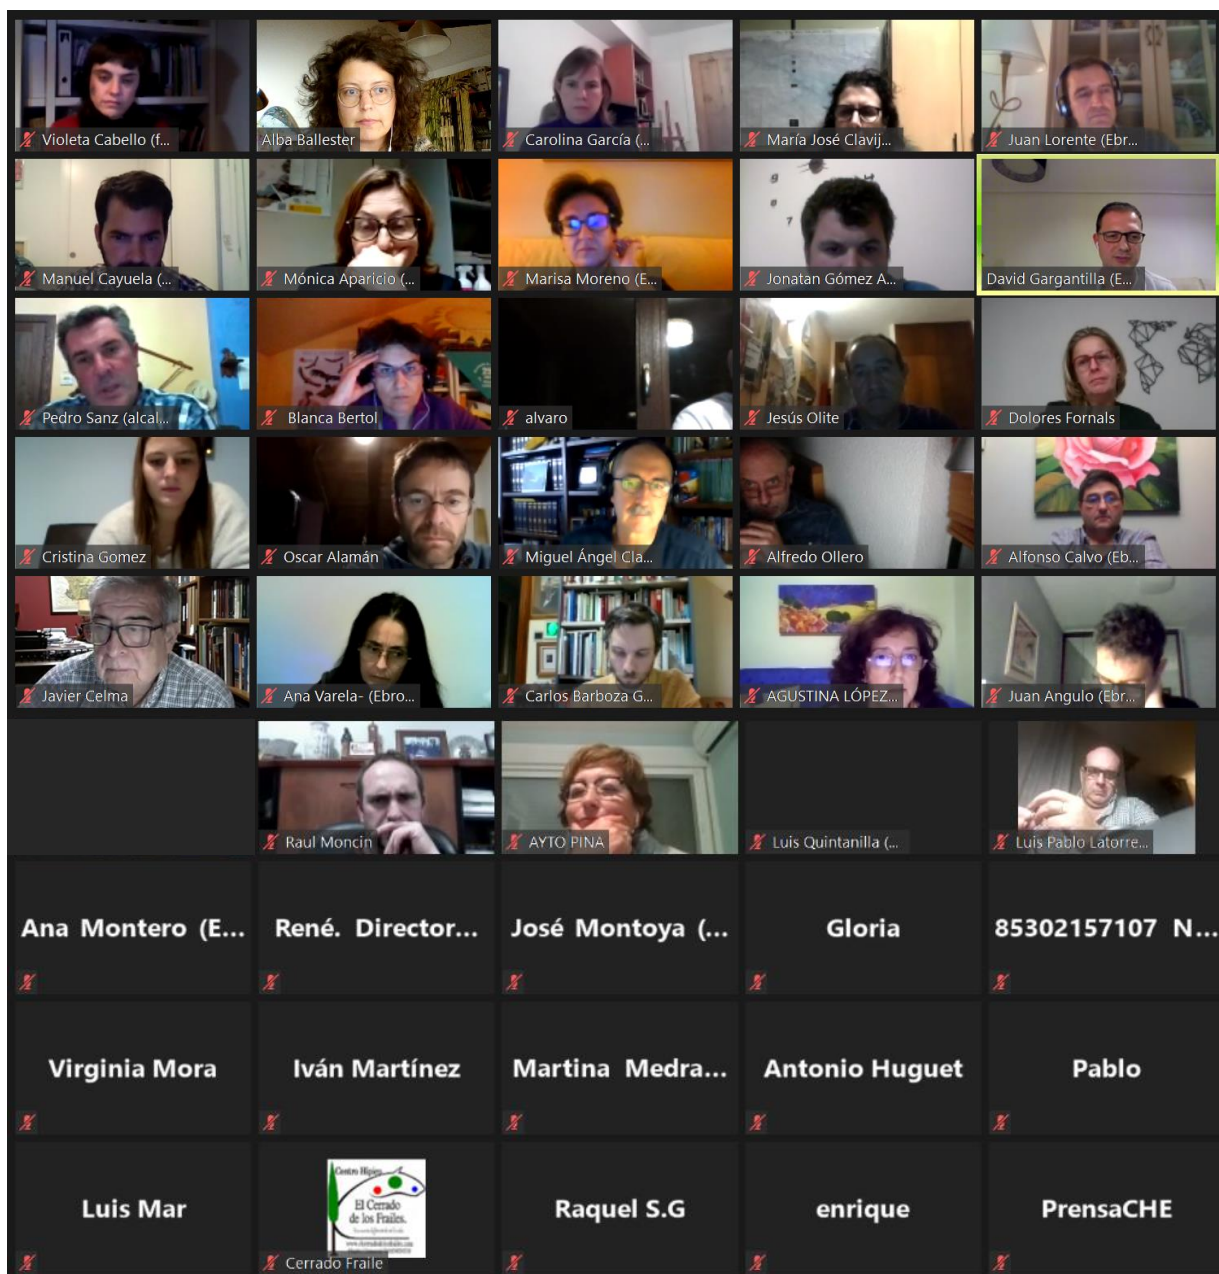 Violeta Cabello (f...
Alba Ballester
Carolina García (...
María José Clavij...
Juan Lorente (Ebr...
Manuel Cayuela (...
Mónica Aparicio (...
Marisa Moreno (E...
Jonatan Gómez A...
David Gargantilla (E...
Pedro Sanz (alcal...
Blanca Bertol
alvaro
Jesús Olite
Dolores Fornals
Cristina Gomez
Oscar Alamán
Miguel Ángel Cla...
Alfredo Ollero
Alfonso Calvo (Eb...
Javier Celma
Ana Varela- (Ebro...
Carlos Barboza G...
AGUSTINA LÓPEZ...
Juan Angulo (Ebr...
Raul Moncin
AYTO PINA
Luis Quintanilla (...
Luis Pablo Latorre...
Ana Montero (E...
René. Director...
José Montoya (...
Gloria
85302157107 N...
Virginia Mora
Iván Martínez
Martina Medra...
Antonio Huguet
Pablo
Luis Mar
Centro Hípico
El Cerrado
de los Frailes.
Cerrado Fraile
Raquel S.G
enrique
PrensaCHE